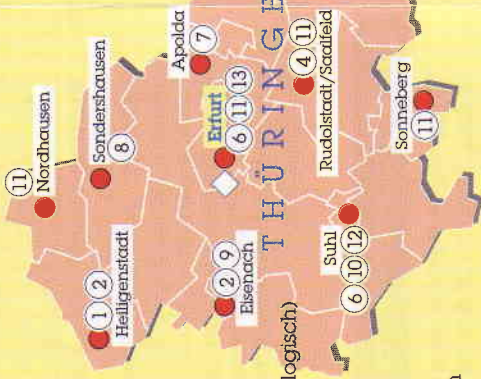 11
Nordhausen
Sondershausen
8
1 2
Heiligenstadt
Apolda
7
Erfurt
6 11 13
2 9
Eisenach
THÜRINGE
4 11
Rudolstadt/Saalfeld
Suhl
6 10 12
Sonneberg
11
logisch)